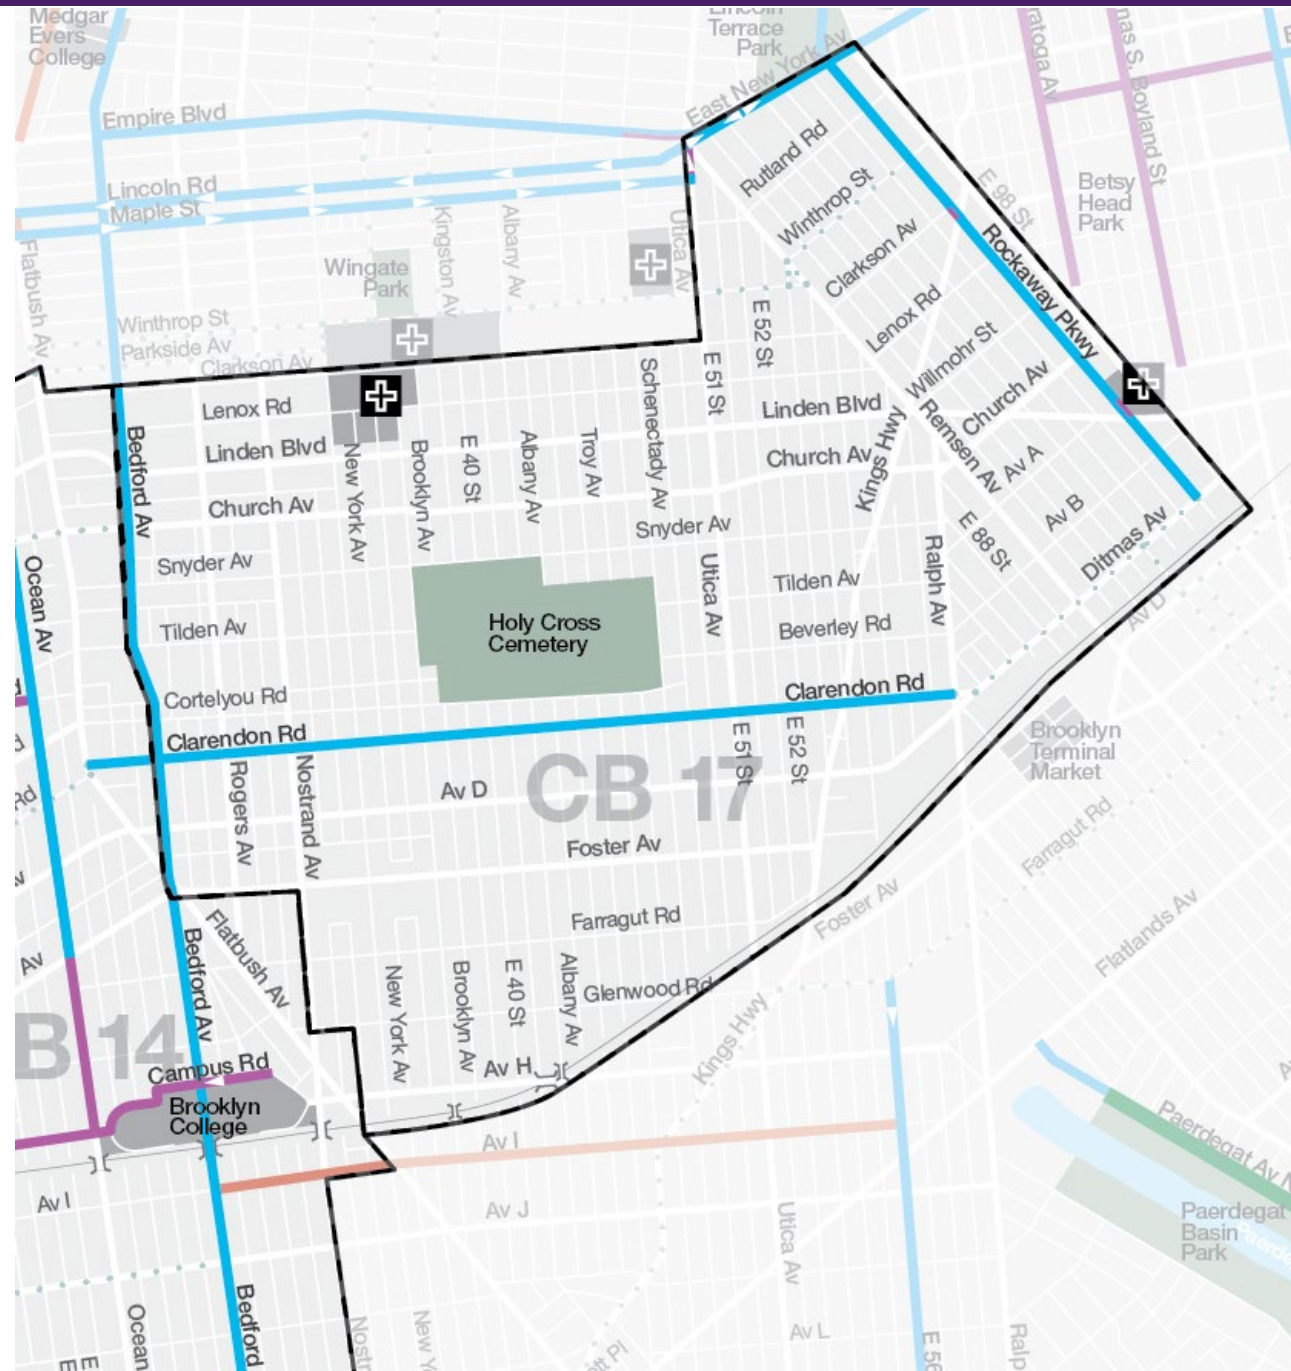 Medgar
Evers
College
Lincoln
Terrace
Park
East New York Av
Empire Blvd
Lincoln Rd
Maple St
Rutland Rd
Winthrop St
Clarkson Av
Lenox Rd
Willmohr St
Church Av
E 98 St
Rockaway Pkwy
Betsy
Head
Park
Flatbush Av
Wingate
Park
Kingston Av
Albany Av
Utica Av
Winthrop St
Parkside Av
Clarkson Av
E 52 St
E 51 St
Schenectady Av
Lenox Rd
Linden Blvd
Linden Blvd
Church Av
Church Av
Kings Hwy
Remsen Av
Av A
Av B
Ditmas Av
E 88 St
Bedford Av
New York Av
Brooklyn Av
E 40 St
Albany Av
Troy Av
Snyder Av
Snyder Av
Ocean Av
Tilden Av
Tilden Av
Beverley Rd
Utica Av
Ralph Av
Av D
Holy Cross
Cemetery
Cortelyou Rd
Clarendon Rd
Clarendon Rd
E 51 St
E 52 St
Brooklyn
Terminal
Market
Rogers Av
Nostrand Av
Av D
CB 17
Foster Av
Farragut Rd
Foster Av
Farragut Rd
Flatlands Av
Flatbush Av
Bedford Av
Av
New York Av
Brooklyn Av
E 40 St
Albany Av
Glenwood Rd
Kings Hwy
B 14
Campus Rd
Av H
Brooklyn
College
Av I
Av I
Av J
Utica Av
Paerdegat Av N
Paerdegat
Basin
Park
Ocean
Bedford
Av L
E 56